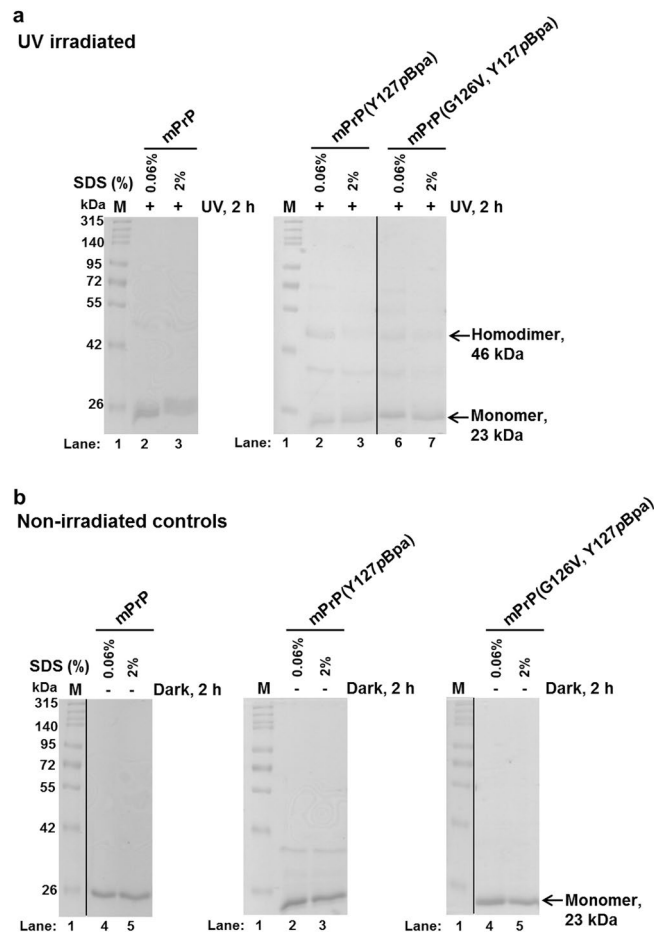 a
UV irradiated
mPrP
SDS (%) 0.06% 2%
kDa M + + UV, 2 h
315
140
95
72
55
42
26
Lane: 1 2 3
mPrP(Y127pBpa) mPrP(G126V, Y127pBpa)
0.06% 2% 0.06% 2%
M + + + + UV, 2 h
Homodimer,
46 kDa
Monomer,
23 kDa
1 2 3 6 7
b
Non-irradiated controls
mPrP
SDS (%) 0.06% 2%
kDa M - - Dark, 2 h
315
140
95
72
55
42
26
Lane: 1 4 5
mPrP(Y127pBpa)
0.06% 2%
M - - Dark, 2 h
Lane: 1 2 3
mPrP(G126V, Y127pBpa)
0.06% 2%
M - - Dark, 2 h
Monomer,
23 kDa
Lane: 1 4 5